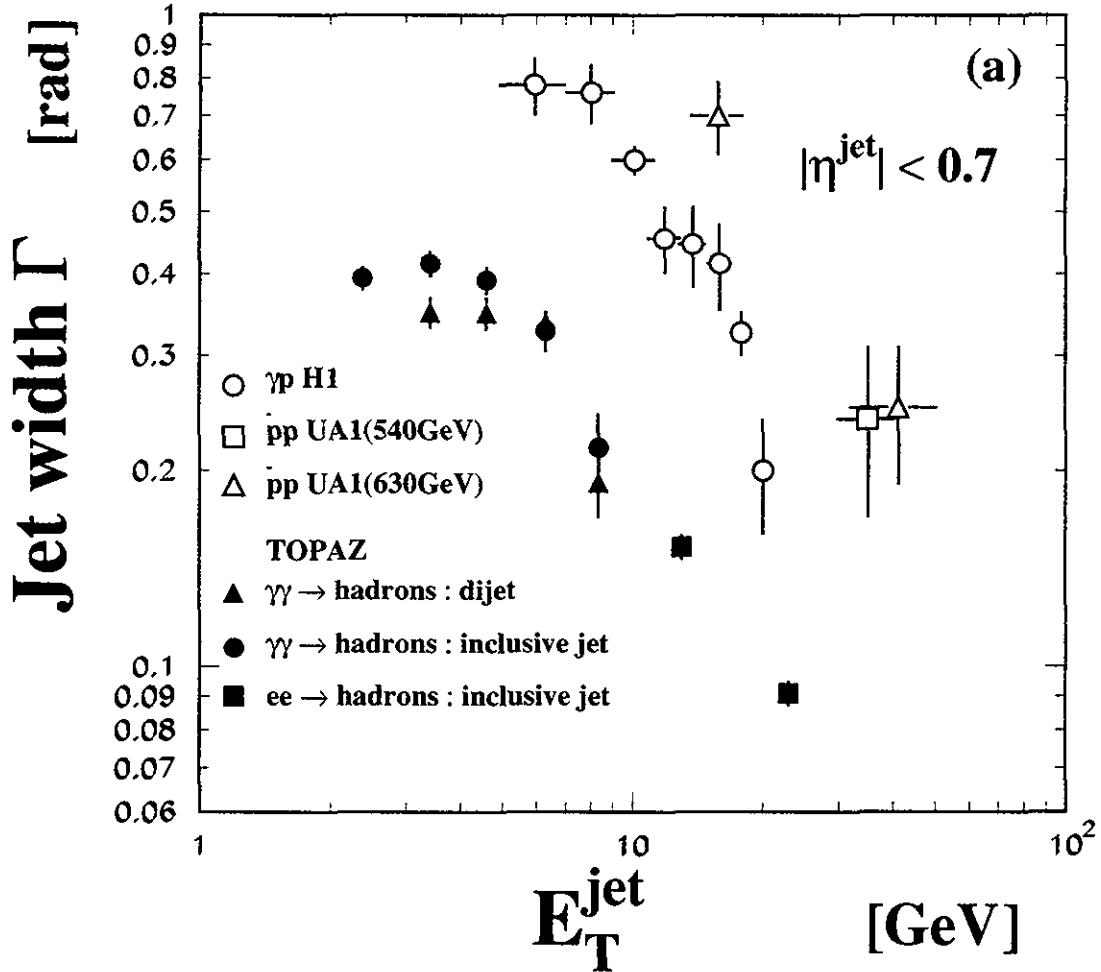 Jet width Γ [rad]
1
0.9
0.8
0.7
0.6
0.5
0.4
0.3
0.2
0.1
0.09
0.08
0.07
0.06
(a)
|η^jet| < 0.7
γp H1
p̄p UA1(540GeV)
p̄p UA1(630GeV)
TOPAZ
γγ → hadrons : dijet
γγ → hadrons : inclusive jet
ee → hadrons : inclusive jet
1 10 10²
E_T^jet [GeV]